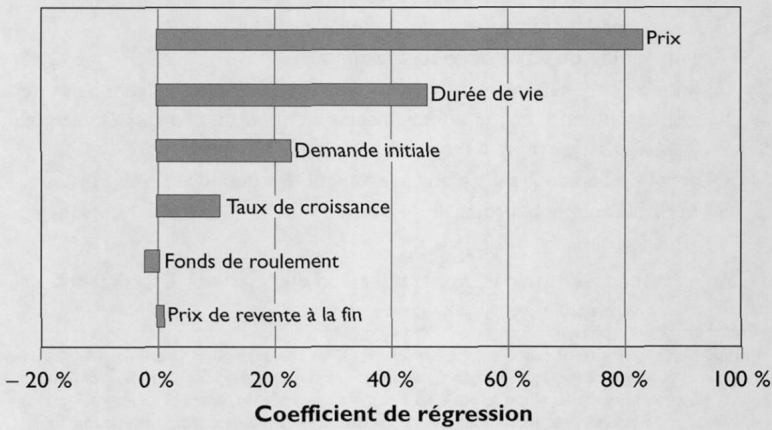 Prix
Durée de vie
Demande initiale
Taux de croissance
Fonds de roulement
Prix de revente à la fin
– 20 % 0 % 20 % 40 % 60 % 80 % 100 %
Coefficient de régression